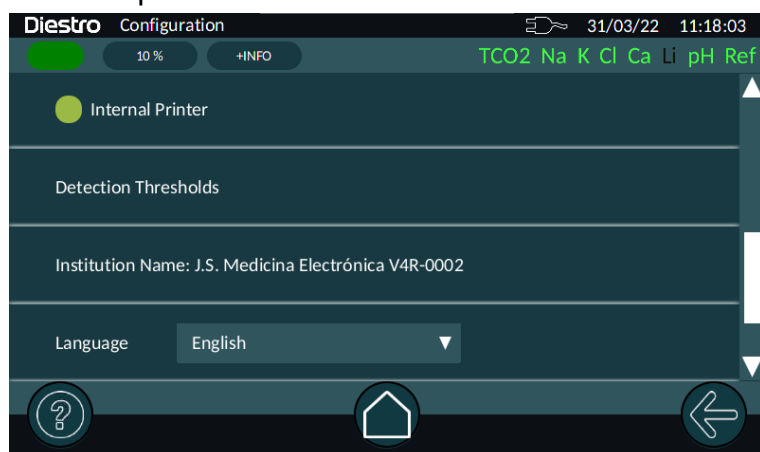 Diestro Configuration 31/03/22 11:18:03
10 % +INFO TCO2 Na K Cl Ca Li pH Ref
Internal Printer
Detection Thresholds
Institution Name: J.S. Medicina Electrónica V4R-0002
Language English
?